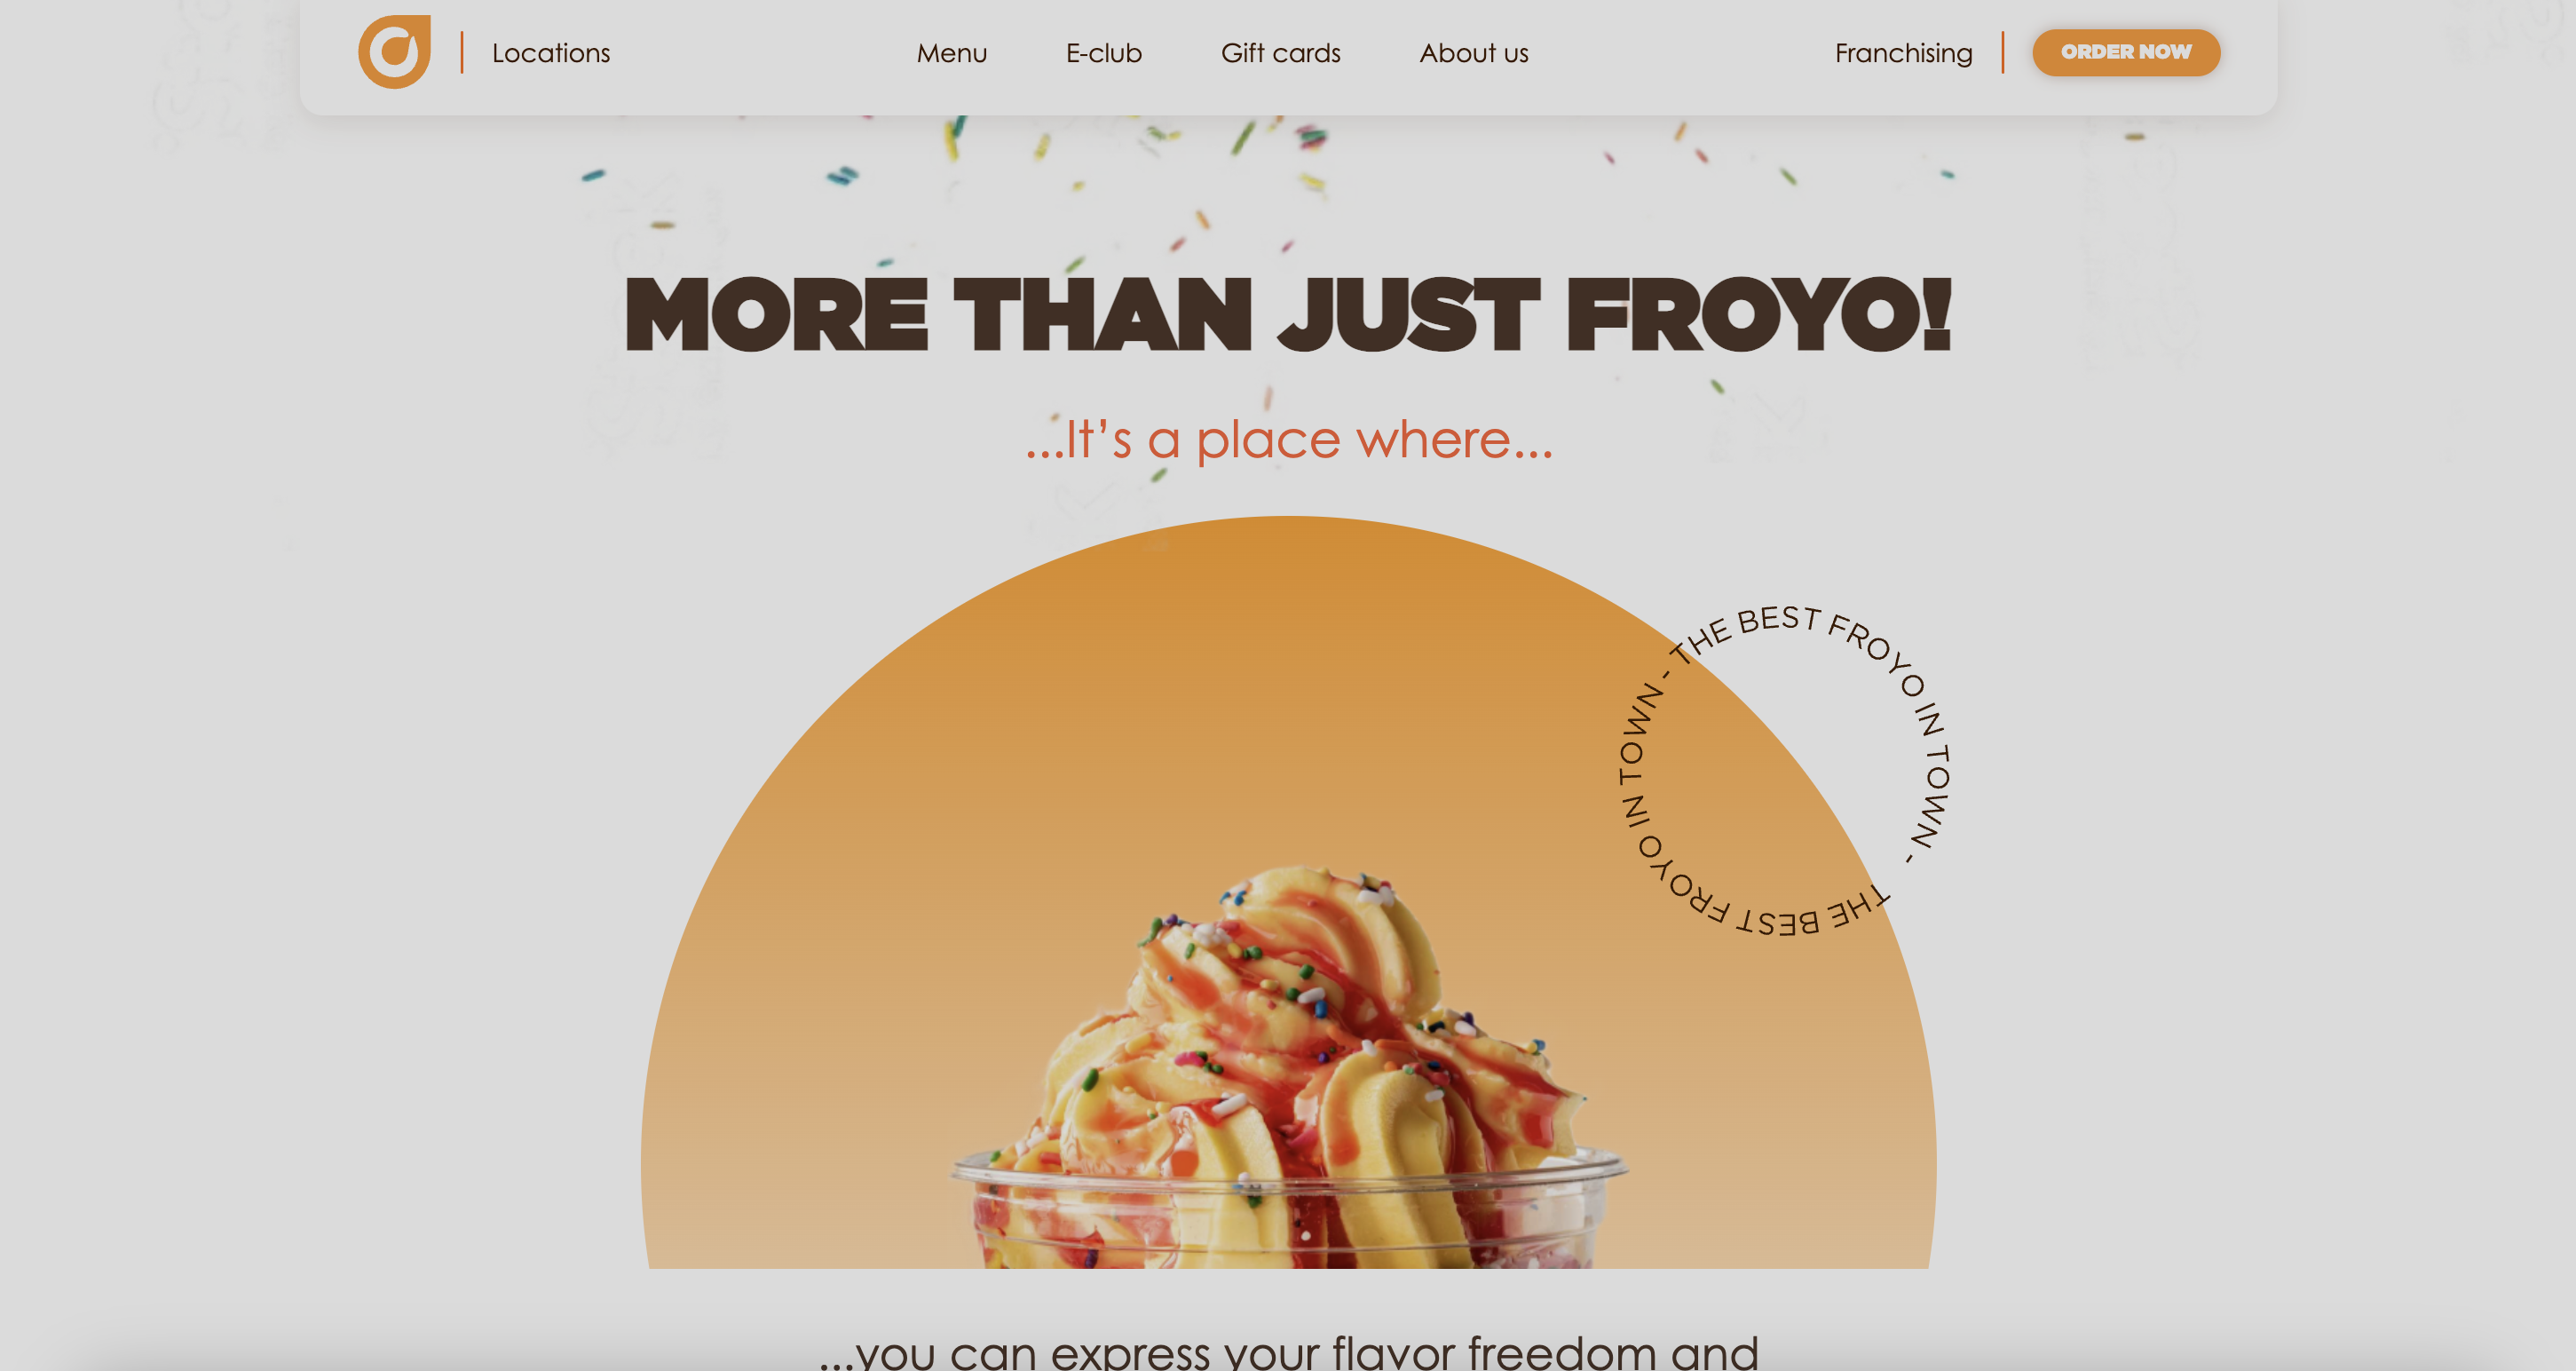 Locations
Menu
E-club
Gift cards
About us
Franchising
ORDER NOW
MORE THAN JUST FROYO!
...It’s a place where...
THE BEST FROYO IN TOWN - THE BEST FROYO IN TOWN -
...you can express your flavor freedom and